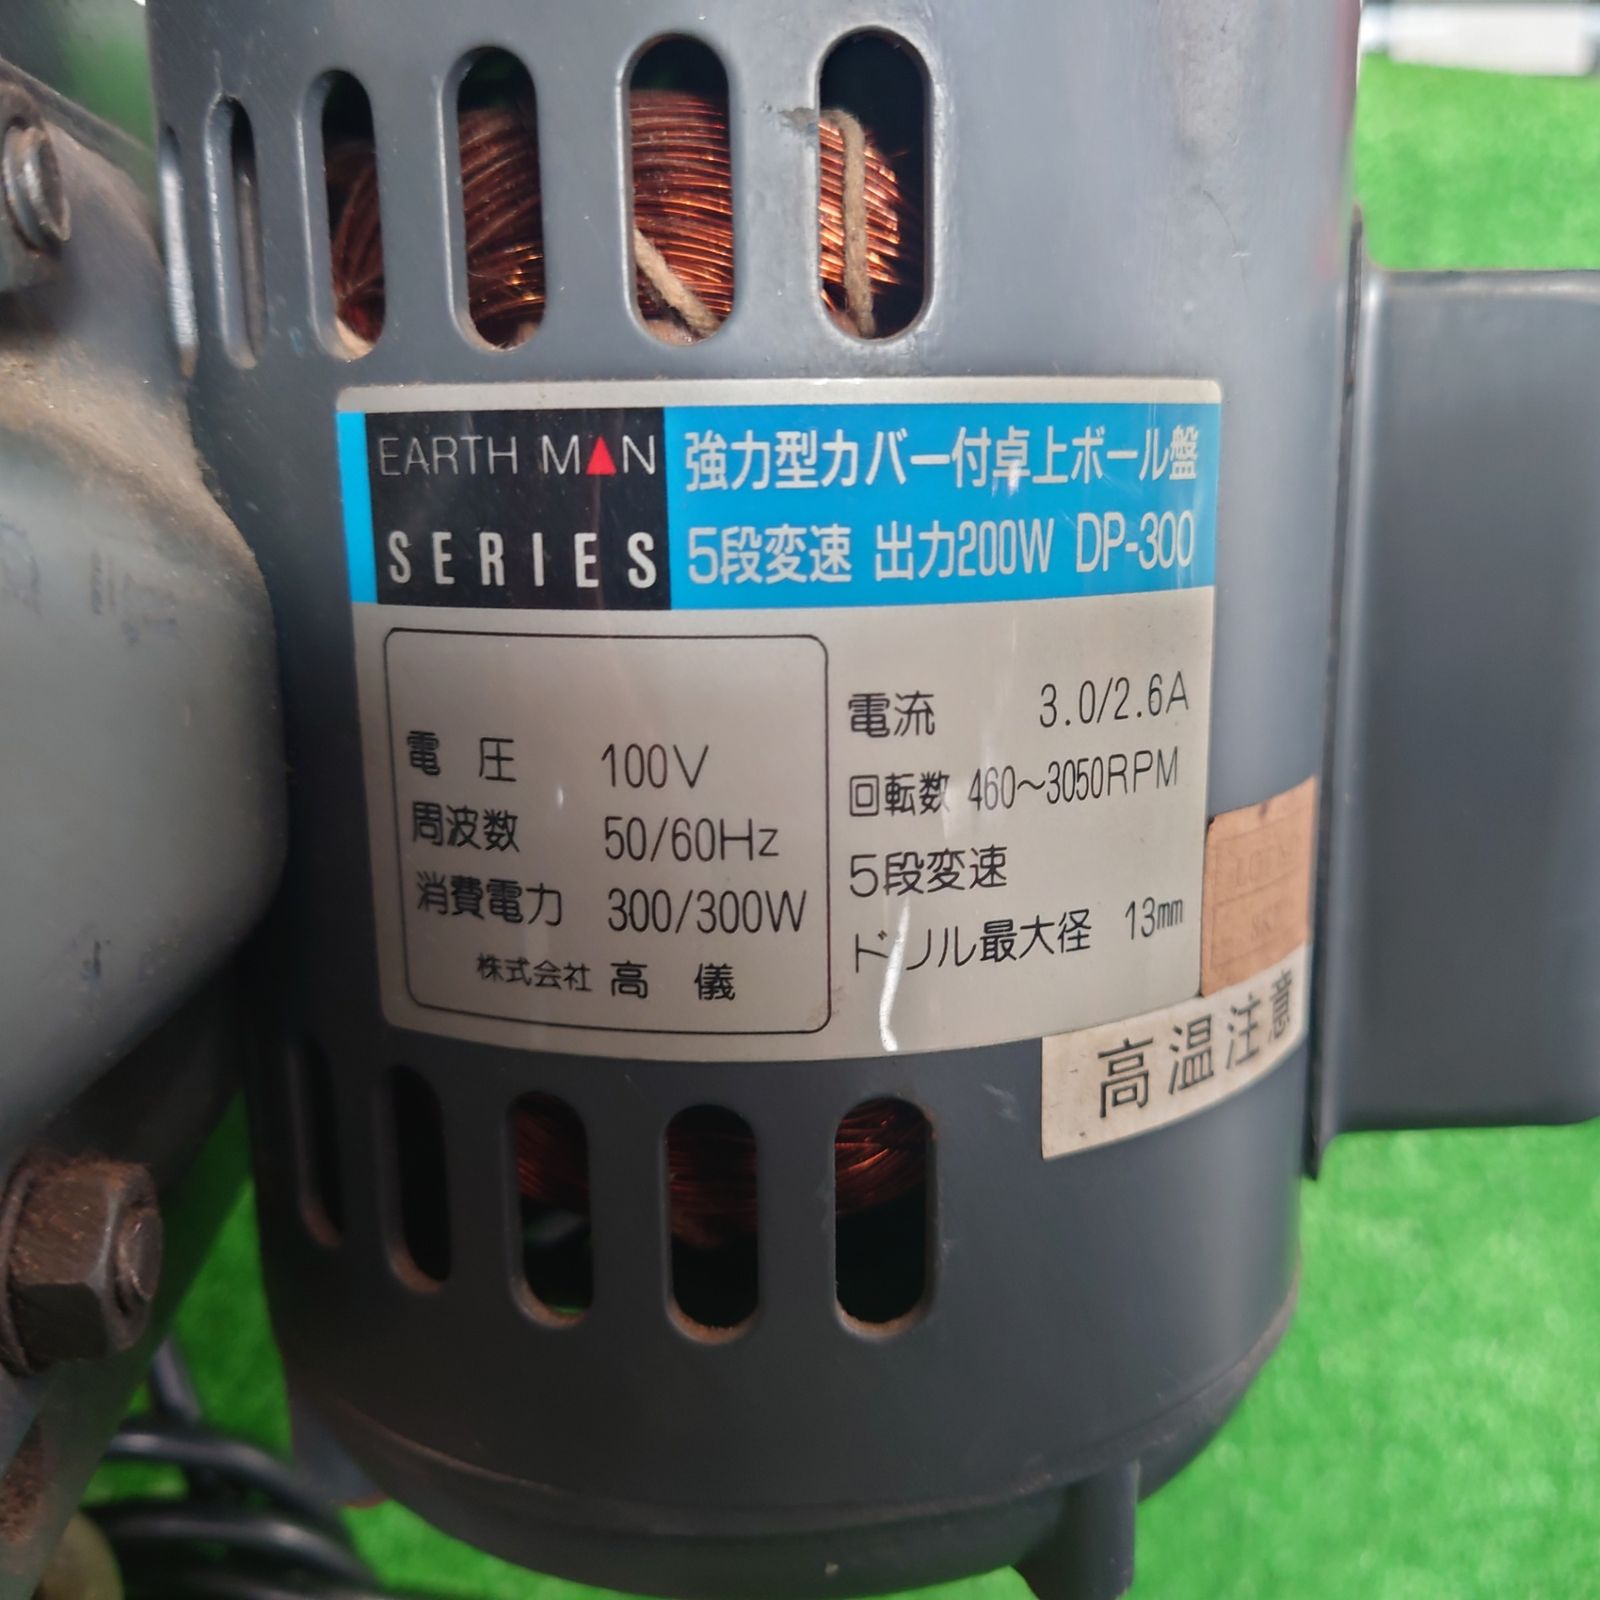 EARTH MAN
SERIES
強力型カバー付卓上ボール盤
5段変速 出力200W DP-300
電圧 100V
周波数 50/60Hz
消費電力 300/300W
株式会社 高儀
電流 3.0/2.6A
回転数 460〜3050RPM
5段変速
ドリル最大径 13mm
高温注意